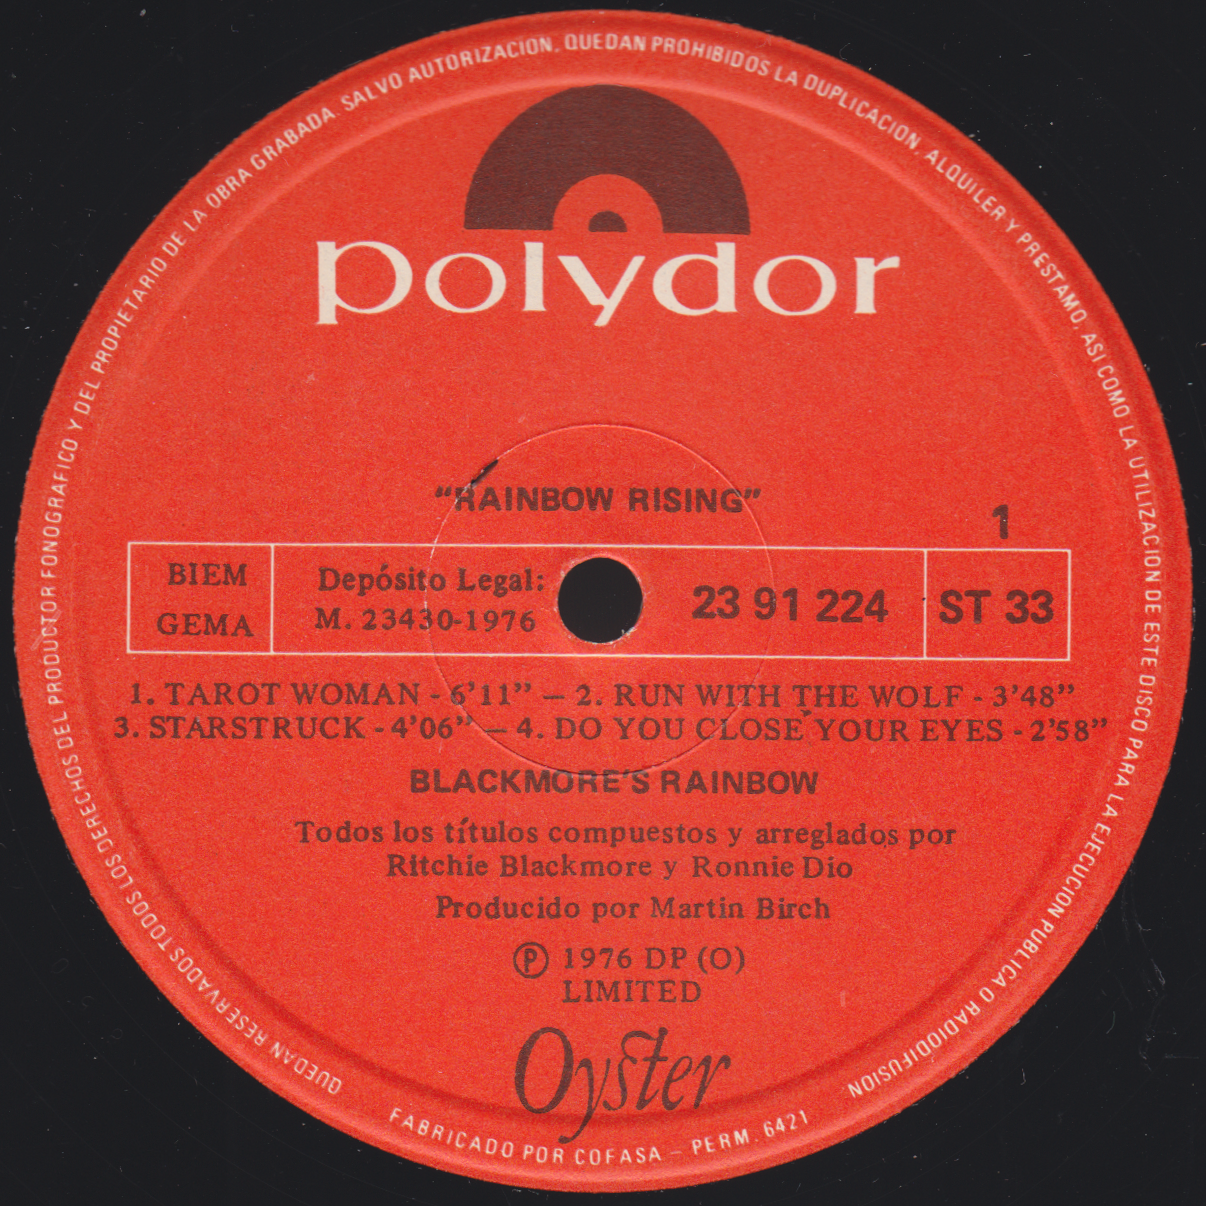 QUEDAN RESERVADOS TODOS LOS DERECHOS DEL PRODUCTOR FONOGRAFICO Y DEL PROPIETARIO DE LA OBRA GRABADA. SALVO AUTORIZACION, QUEDAN PROHIBIDOS LA DUPLICACION, ALQUILER Y PRESTAMO, ASI COMO LA UTILIZACION DE ESTE DISCO PARA LA EJECUCION PUBLICA O RADIODIFUSION
polydor
“RAINBOW RISING”
1
BIEM
GEMA
Depósito Legal:
M. 23430-1976
23 91 224
ST 33
1. TAROT WOMAN - 6’11” — 2. RUN WITH THE WOLF - 3’48”
3. STARSTRUCK - 4’06” — 4. DO YOU CLOSE YOUR EYES - 2’58”
BLACKMORE’S RAINBOW
Todos los títulos compuestos y arreglados por
Ritchie Blackmore y Ronnie Dio
Producido por Martin Birch
Ⓟ 1976 DP (O)
LIMITED
Oyster
FABRICADO POR COFASA — PERM. 6421